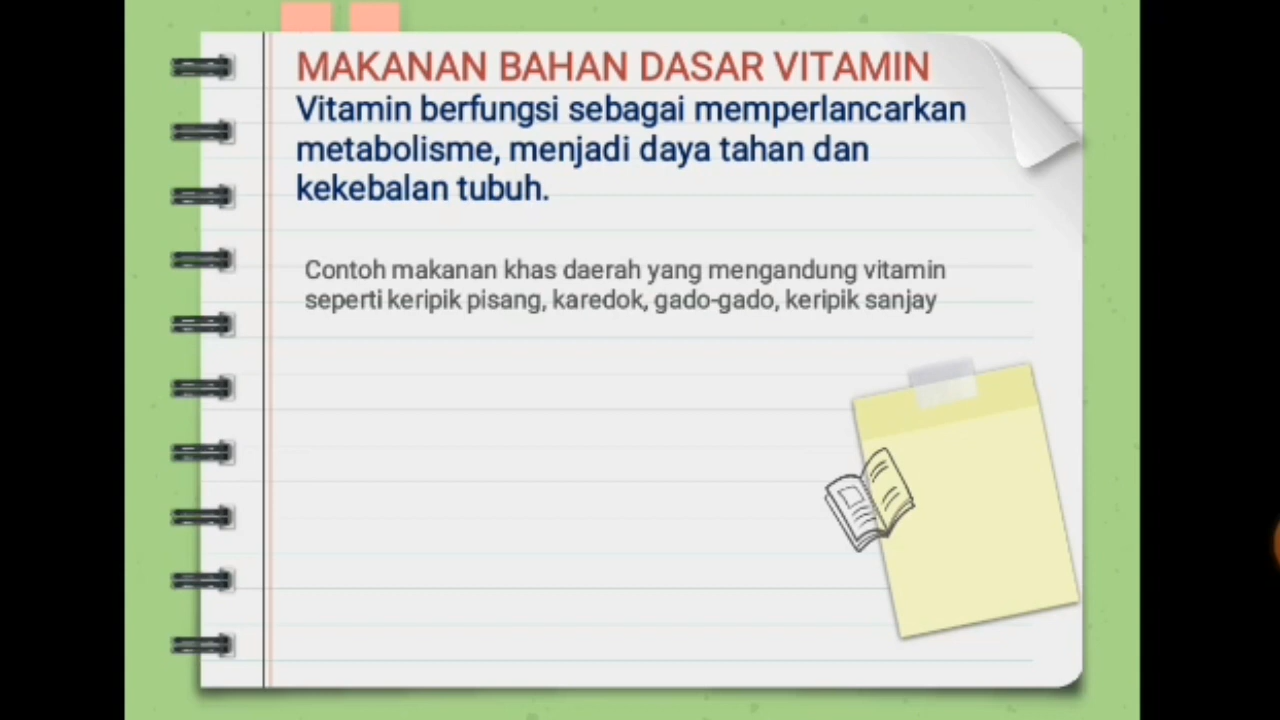 MAKANAN BAHAN DASAR VITAMIN
Vitamin berfungsi sebagai memperlancarkan
metabolisme, menjadi daya tahan dan
kekebalan tubuh.
Contoh makanan khas daerah yang mengandung vitamin
seperti keripik pisang, karedok, gado-gado, keripik sanjay